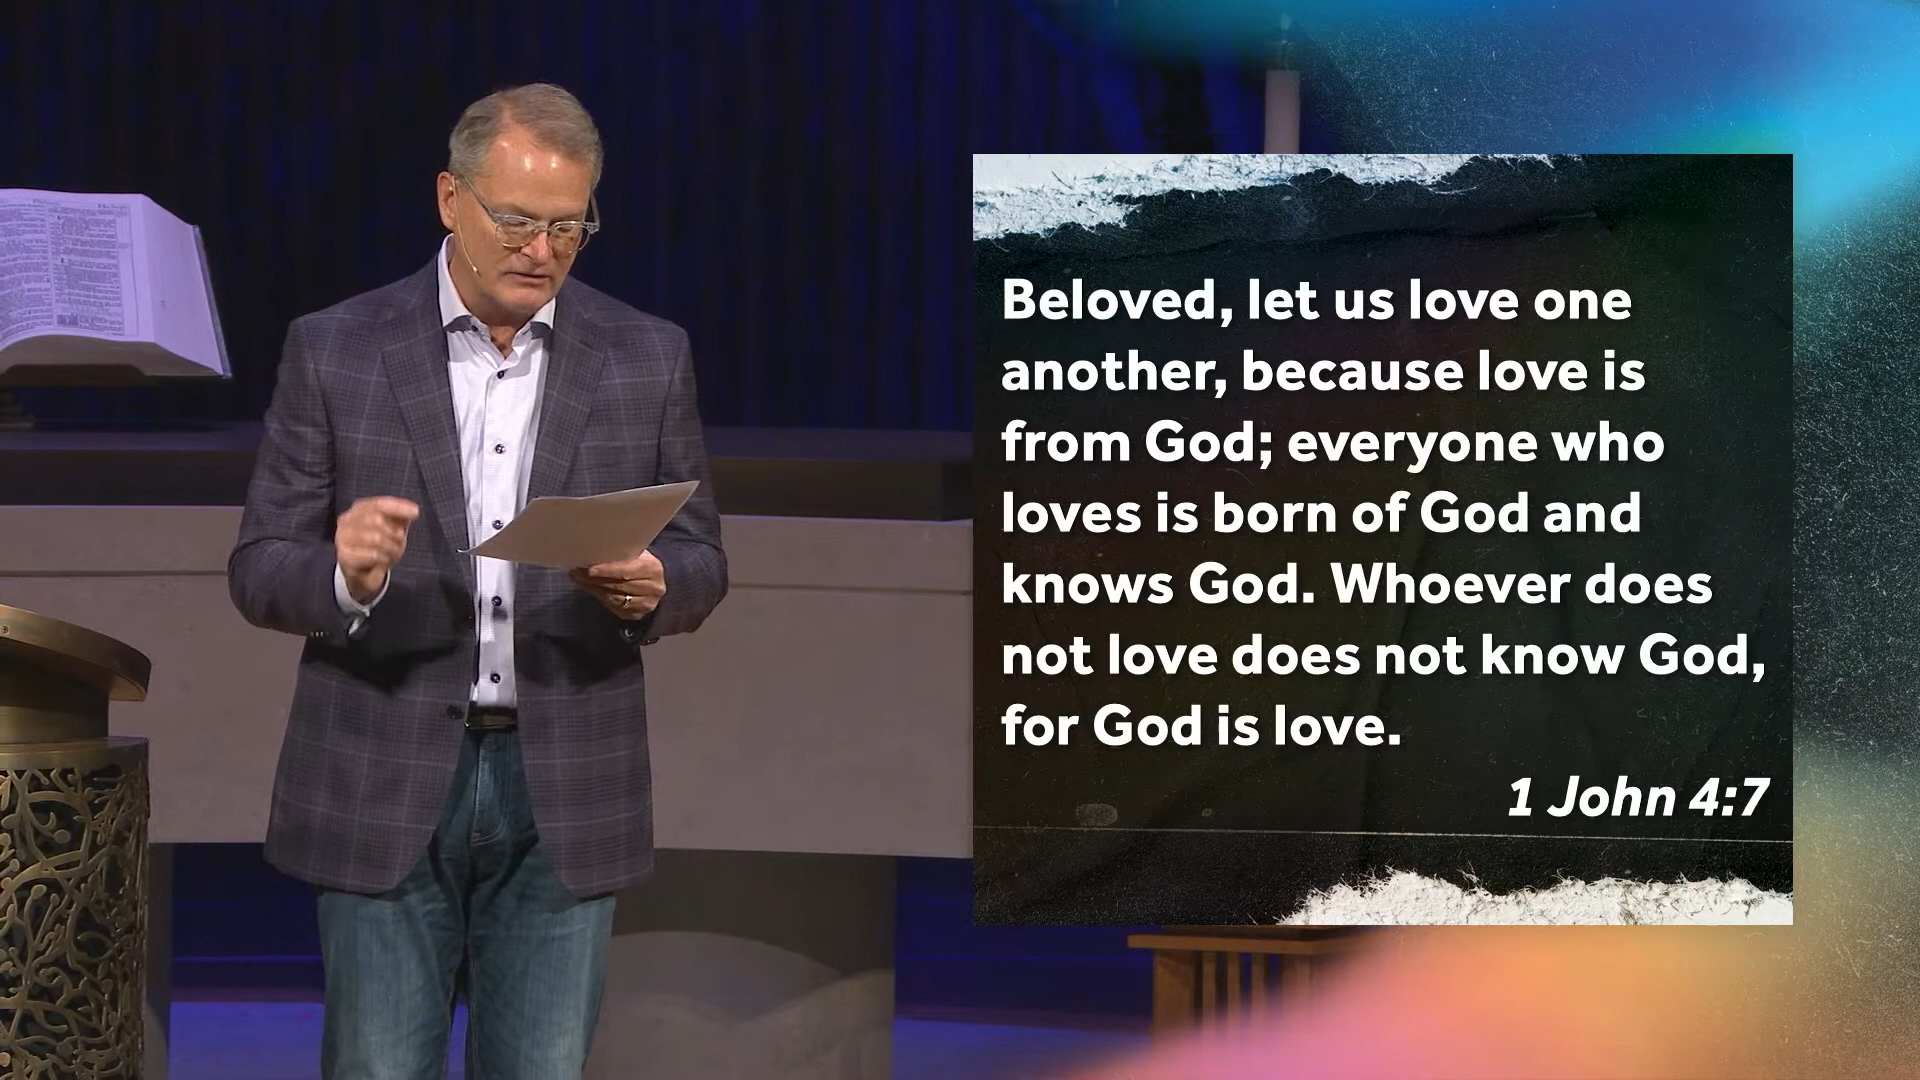 Beloved, let us love one
another, because love is
from God; everyone who
loves is born of God and
knows God. Whoever does
not love does not know God,
for God is love.
1 John 4:7